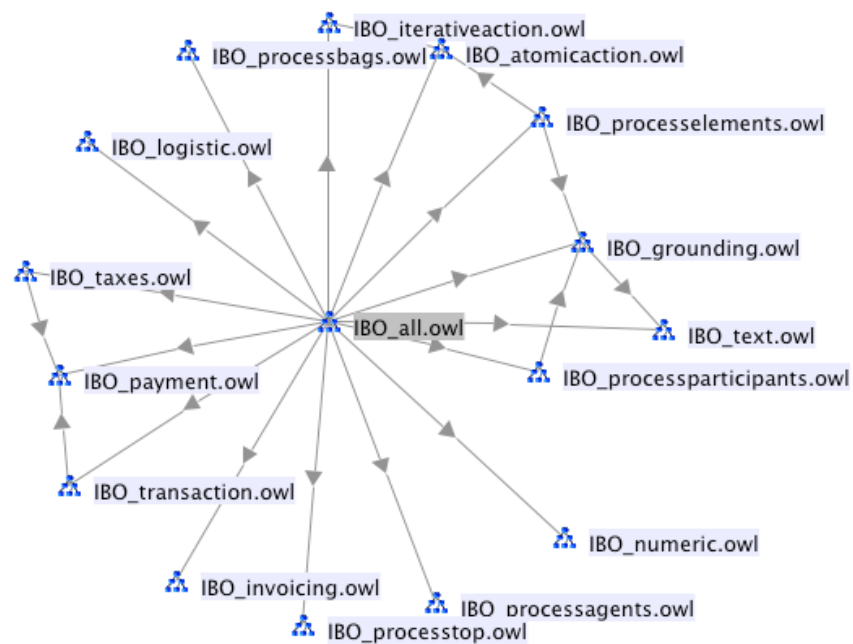 IBO_iterativeaction.owl
IBO_processbags.owl
IBO_atomicaction.owl
IBO_processelements.owl
IBO_logistic.owl
IBO_grounding.owl
IBO_taxes.owl
IBO_all.owl
IBO_text.owl
IBO_payment.owl
IBO_processparticipants.owl
IBO_transaction.owl
IBO_numeric.owl
IBO_invoicing.owl
IBO_processagents.owl
IBO_processtop.owl